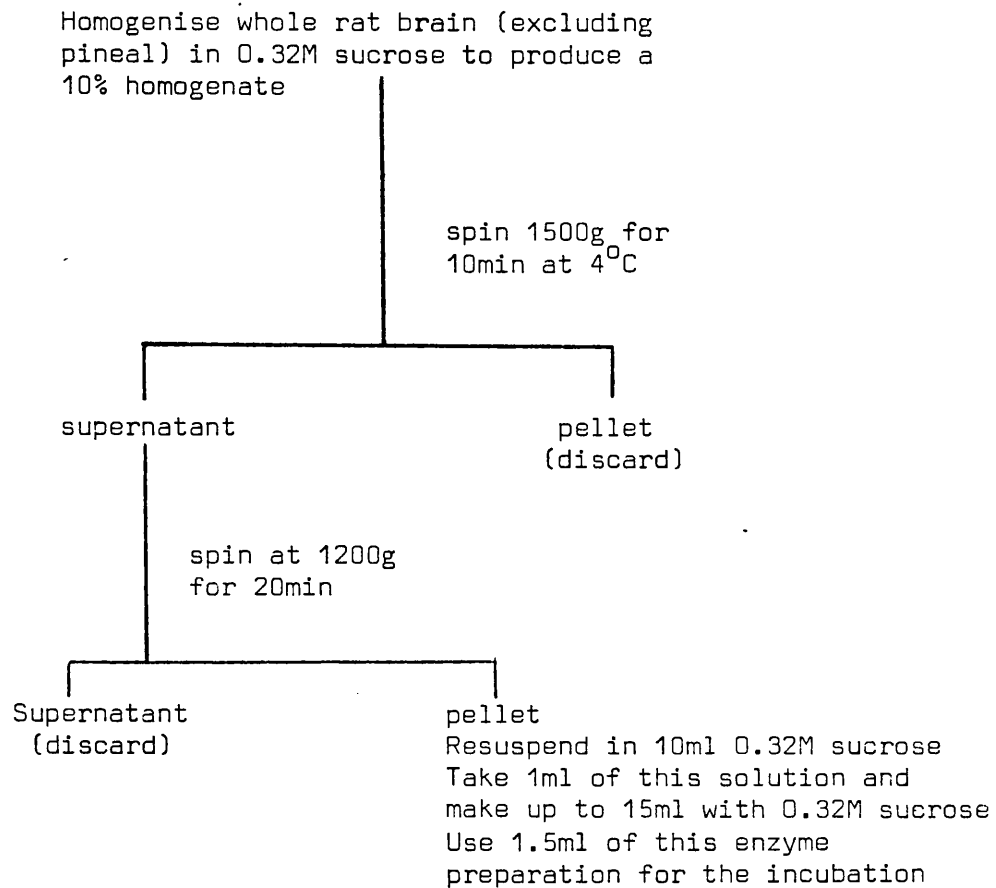 Homogenise whole rat brain (excluding
pineal) in 0.32M sucrose to produce a
10% homogenate
spin 1500g for
10min at 4°C
supernatant
pellet
(discard)
spin at 1200g
for 20min
Supernatant
(discard)
pellet
Resuspend in 10ml 0.32M sucrose
Take 1ml of this solution and
make up to 15ml with 0.32M sucrose
Use 1.5ml of this enzyme
preparation for the incubation